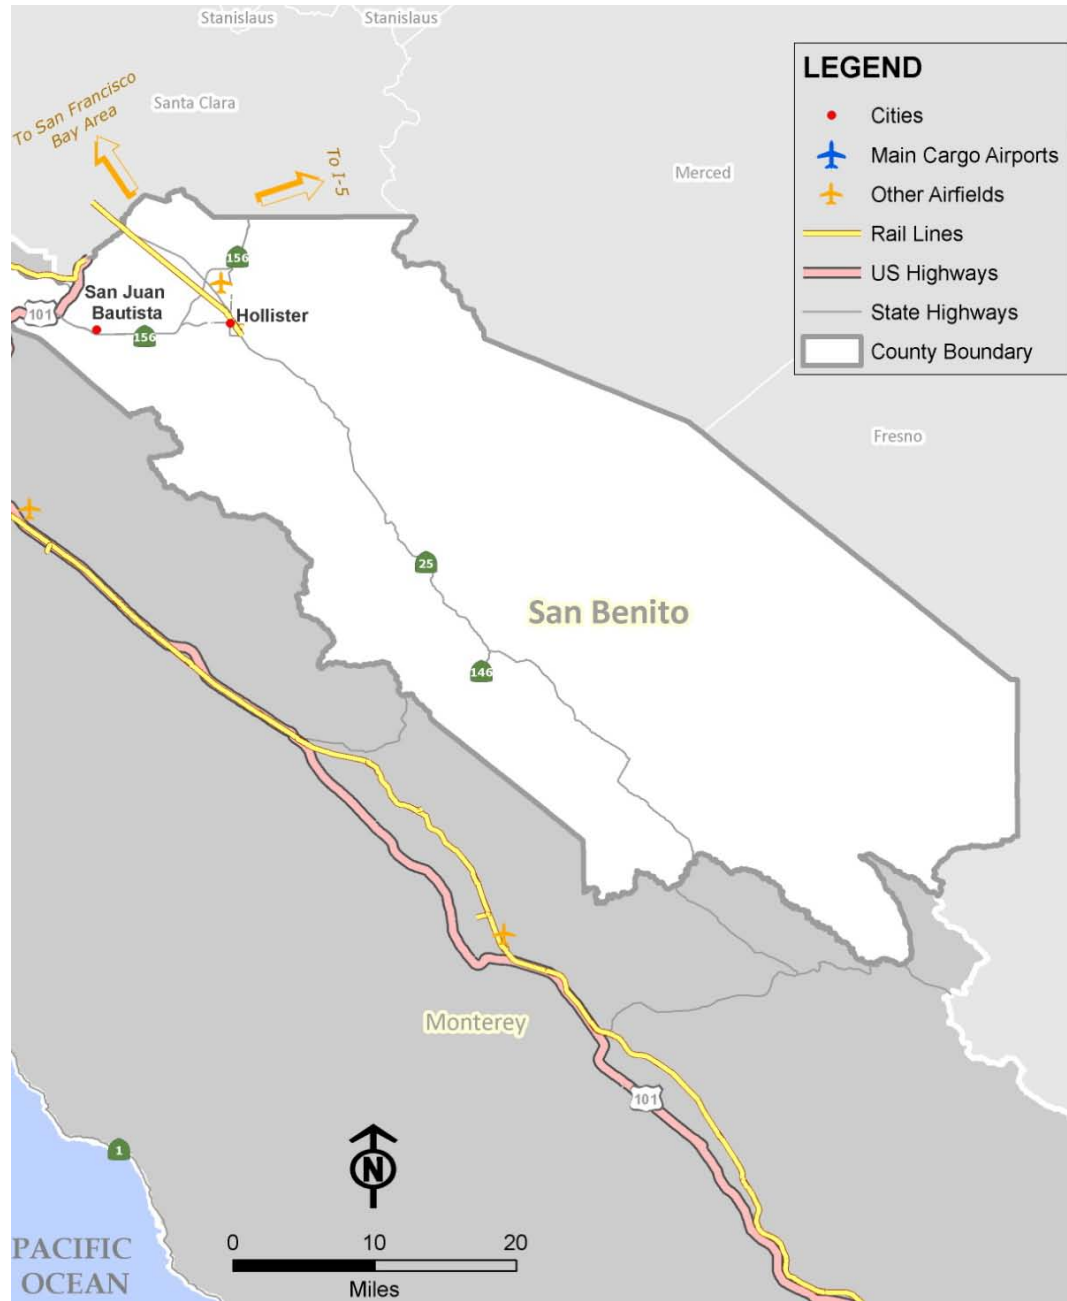 Stanislaus
Stanislaus
To San Francisco
Bay Area
Santa Clara
To I-5
Merced
LEGEND
Cities
Main Cargo Airports
Other Airfields
Rail Lines
US Highways
State Highways
County Boundary
156
San Juan
Bautista
101
Hollister
156
Fresno
25
San Benito
146
Monterey
101
1
N
PACIFIC
OCEAN
0 10 20
Miles